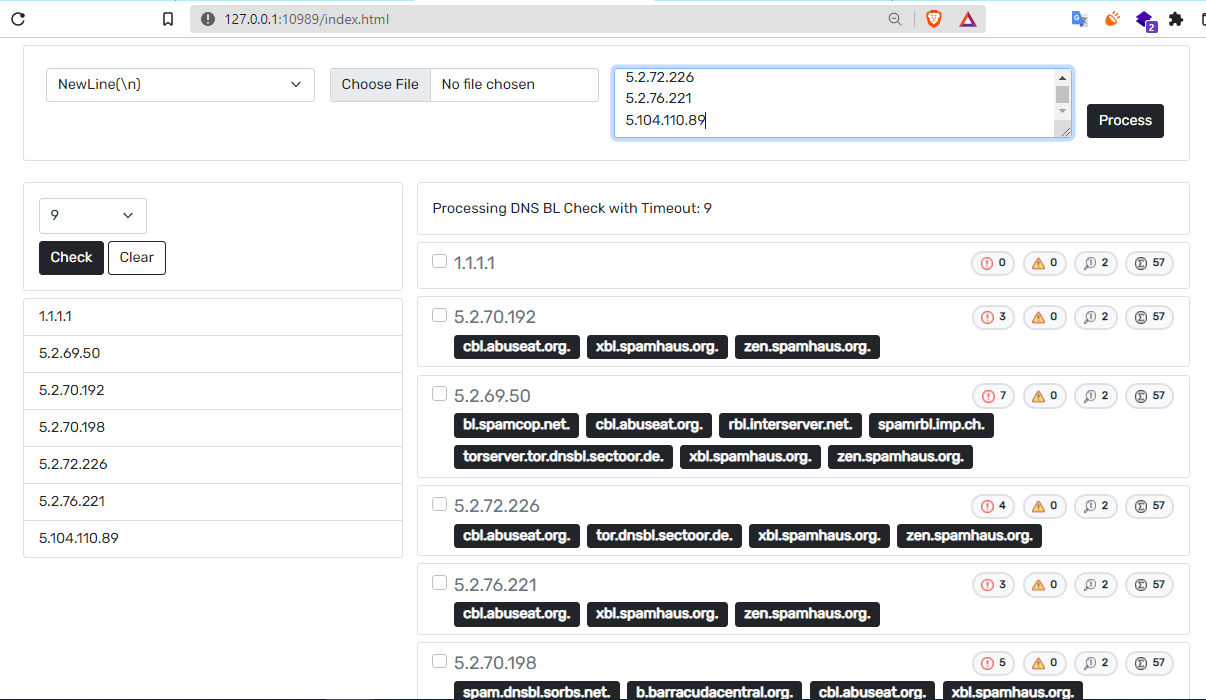 127.0.0.1:10989/index.html
2
NewLine(\n)
Choose File No file chosen
5.2.72.226
5.2.76.221
5.104.110.89
Process
9
Check Clear
1.1.1.1
5.2.69.50
5.2.70.192
5.2.70.198
5.2.72.226
5.2.76.221
5.104.110.89
Processing DNS BL Check with Timeout: 9
1.1.1.1 0 0 2 57
5.2.70.192 3 0 2 57
cbl.abuseat.org. xbl.spamhaus.org. zen.spamhaus.org.
5.2.69.50 7 0 2 57
bl.spamcop.net. cbl.abuseat.org. rbl.interserver.net. spamrbl.imp.ch.
torserver.tor.dnsbl.sectoor.de. xbl.spamhaus.org. zen.spamhaus.org.
5.2.72.226 4 0 2 57
cbl.abuseat.org. tor.dnsbl.sectoor.de. xbl.spamhaus.org. zen.spamhaus.org.
5.2.76.221 3 0 2 57
cbl.abuseat.org. xbl.spamhaus.org. zen.spamhaus.org.
5.2.70.198 5 0 2 57
spam.dnsbl.sorbs.net. b.barracudacentral.org. cbl.abuseat.org. xbl.spamhaus.org.